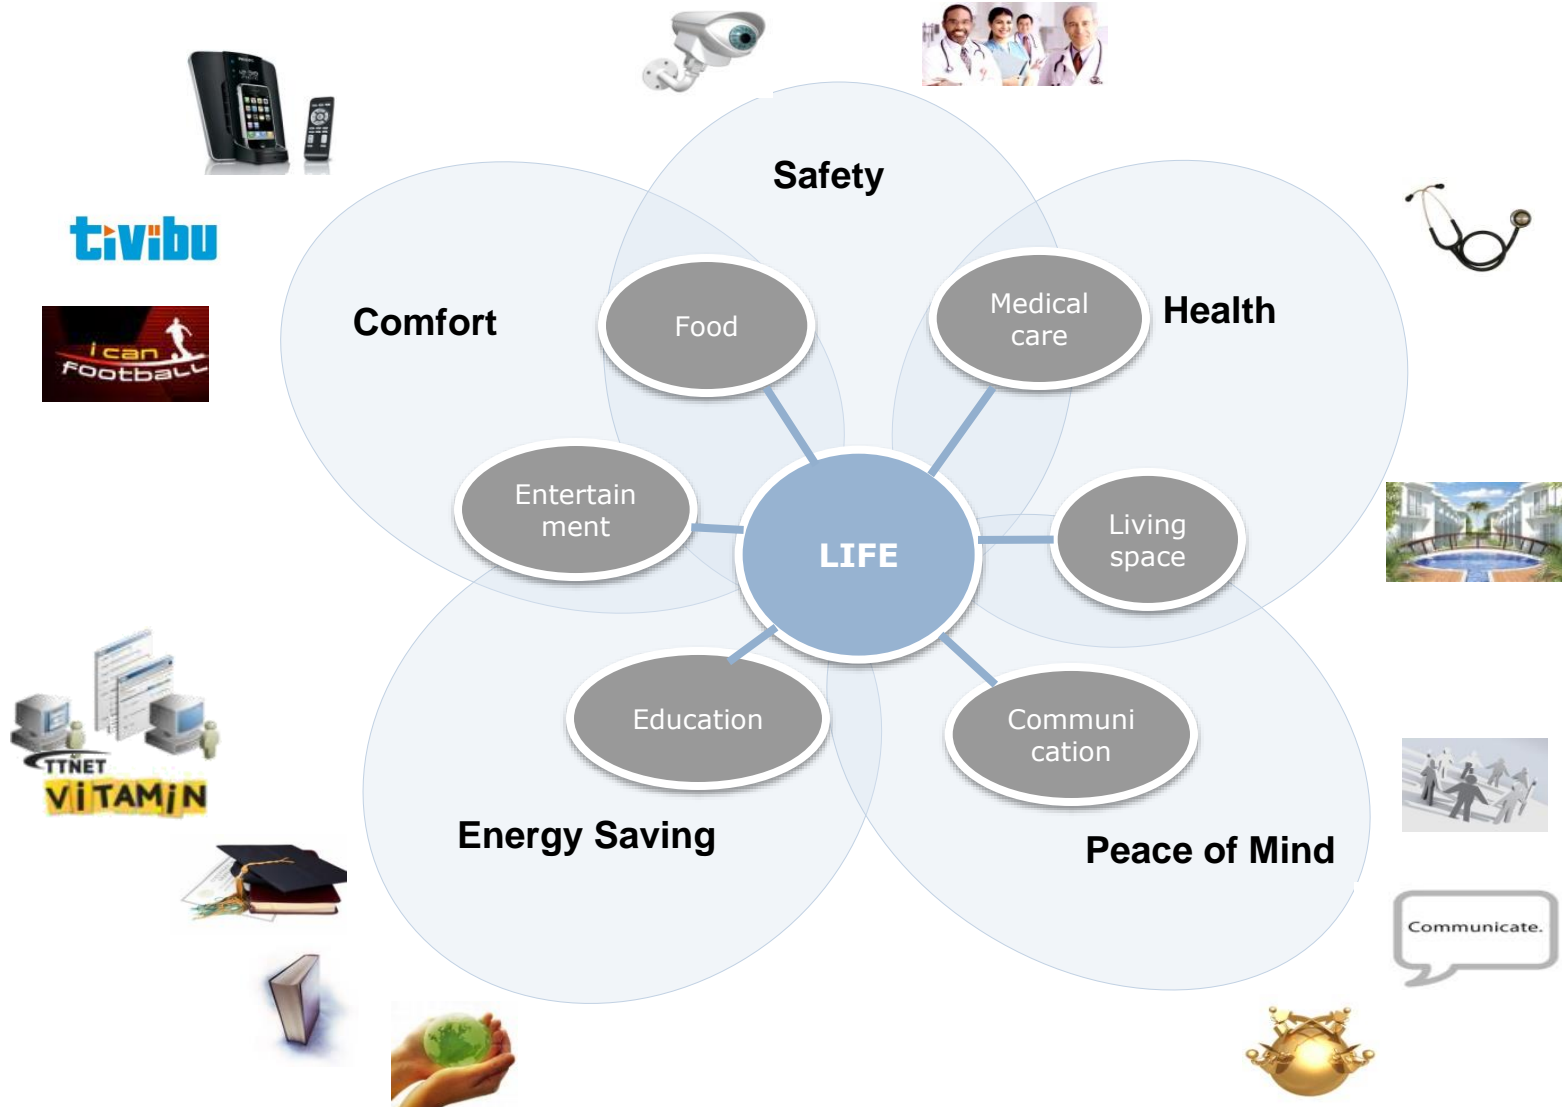 Safety
tivibu
Comfort
Health
Food
Medical
care
i can
football
Entertain
ment
LIFE
Living
space
Education
Communi
cation
TTNET
ViTAMiN
Energy Saving
Peace of Mind
Communicate.